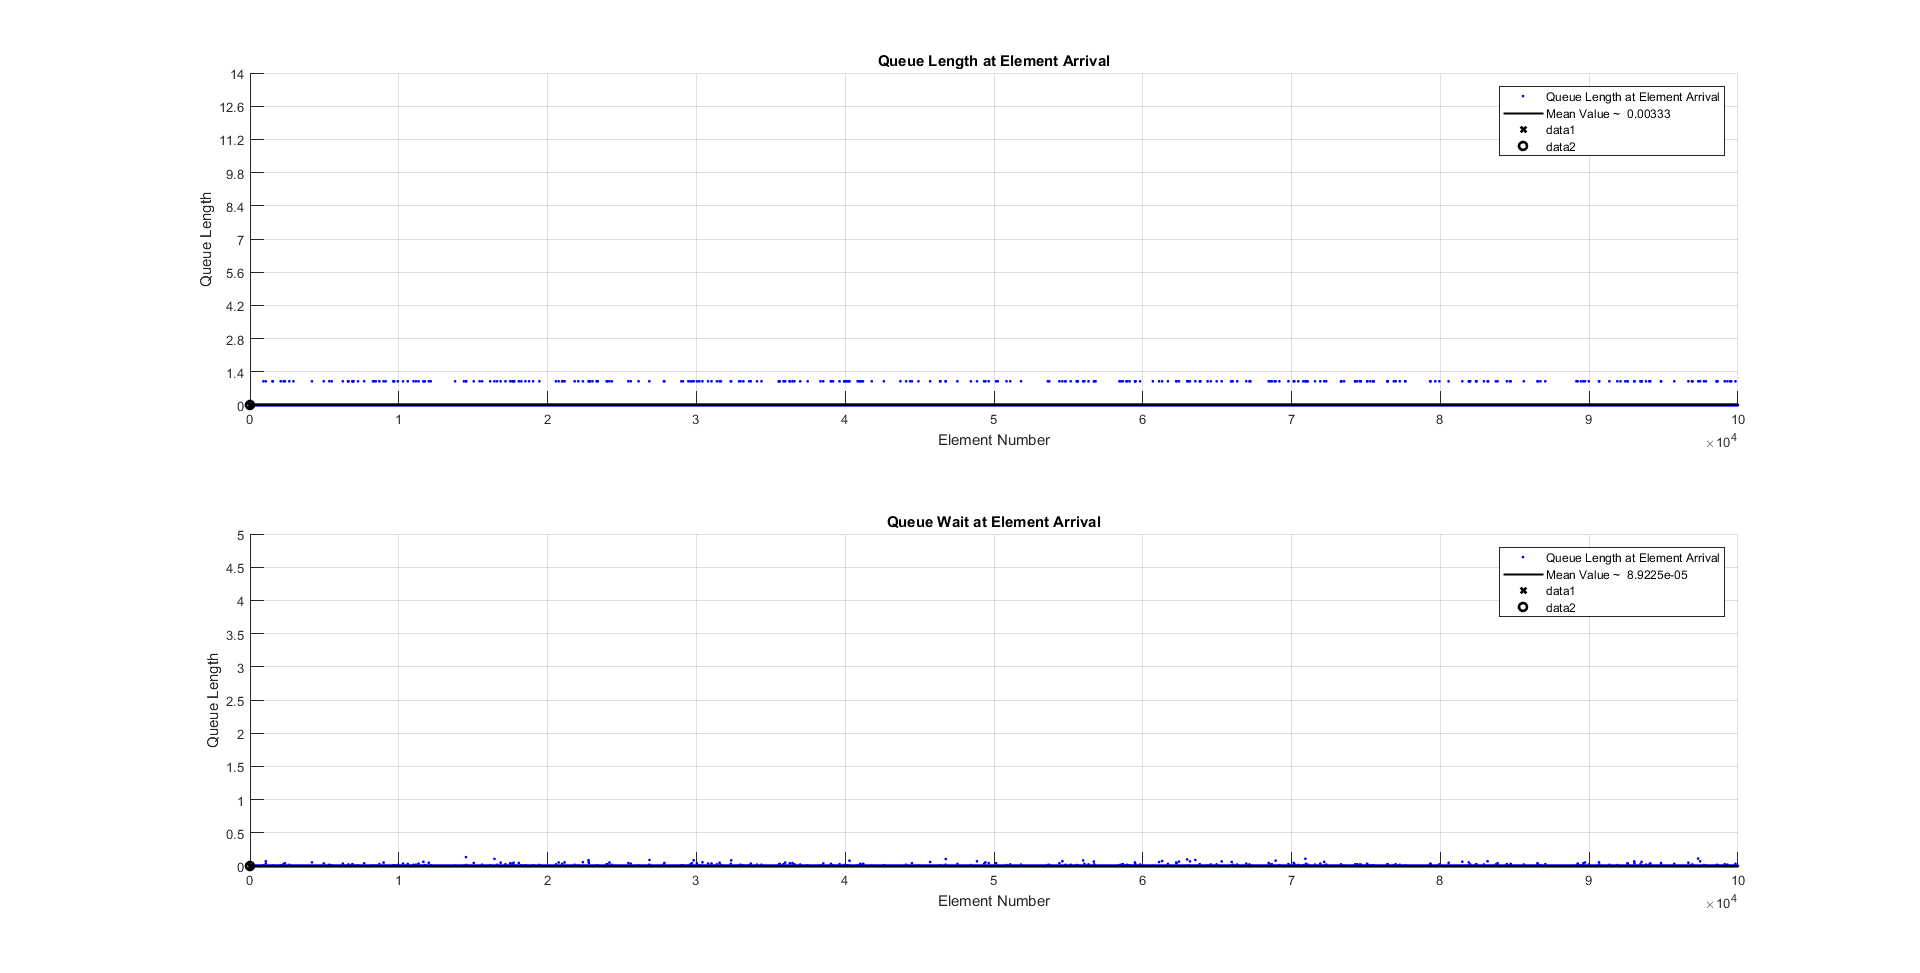 Queue Length at Element Arrival
14
12.6
11.2
9.8
8.4
7
5.6
4.2
2.8
1.4
0
Queue Length
Queue Length at Element Arrival
Mean Value ~ 0.00333
data1
data2
0 1 2 3 4 5 6 7 8 9 10
Element Number
×10^4
Queue Wait at Element Arrival
5
4.5
4
3.5
3
2.5
2
1.5
1
0.5
0
Queue Length
Queue Length at Element Arrival
Mean Value ~ 8.9225e-05
data1
data2
0 1 2 3 4 5 6 7 8 9 10
Element Number
×10^4